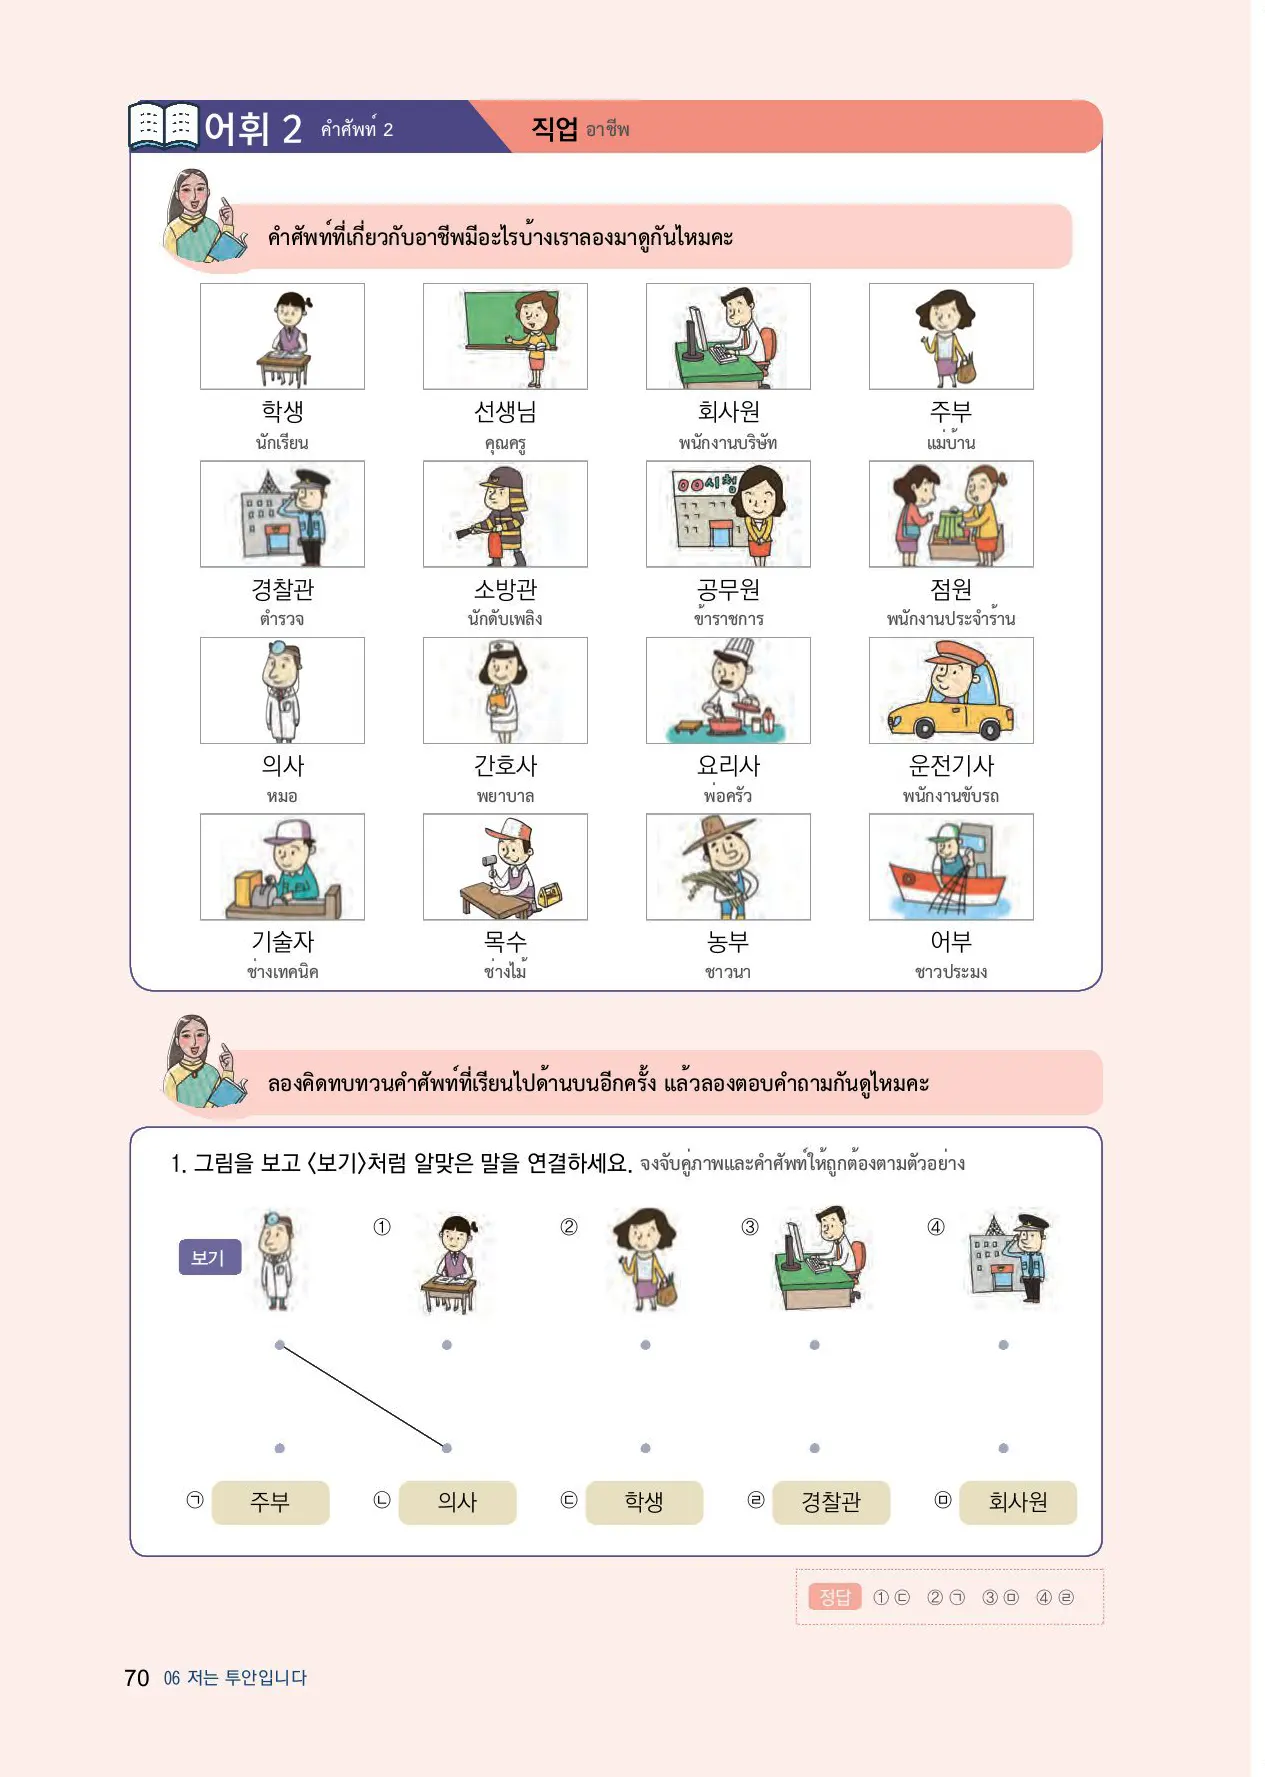 어휘 2 คำศัพท์ 2 직업 อาชีพ
คำศัพท์ที่เกี่ยวกับอาชีพมีอะไรบ้างเราลองมาดูกันไหมคะ
학생 선생님 회사원 주부
นักเรียน คุณครู พนักงานบริษัท แม่บ้าน
OO시청
경찰관 소방관 공무원 점원
ตำรวจ นักดับเพลิง ข้าราชการ พนักงานประจำร้าน
의사 간호사 요리사 운전기사
หมอ พยาบาล พ่อครัว พนักงานขับรถ
기술자 목수 농부 어부
ช่างเทคนิค ช่างไม้ ชาวนา ชาวประมง
ลองคิดทบทวนคำศัพท์ที่เรียนไปด้านบนอีกครั้ง แล้วลองตอบคำถามกันดูไหมคะ
1. 그림을 보고 〈보기〉처럼 알맞은 말을 연결하세요. จงจับคู่ภาพและคำศัพท์ให้ถูกต้องตามตัวอย่าง
보기 ① ② ③ ④
㉠ 주부 ㉡ 의사 ㉢ 학생 ㉣ 경찰관 ㉤ 회사원
정답 ① ㉢ ② ㉠ ③ ㉤ ④ ㉣
70 06 저는 투안입니다